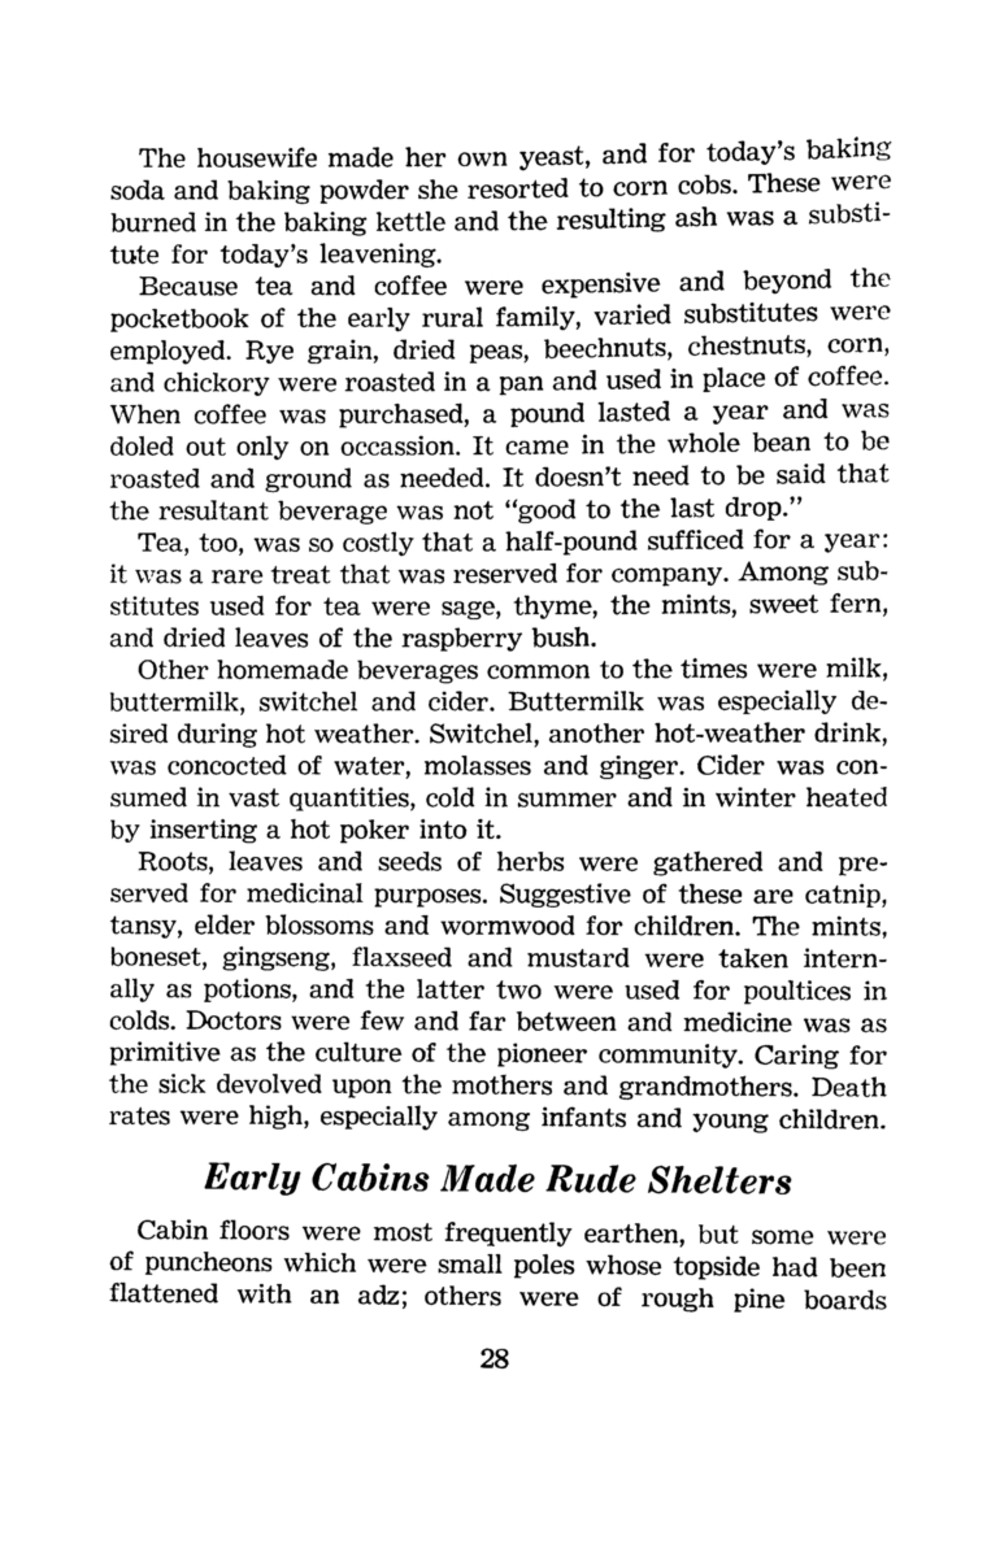 The housewife made her own yeast, and for today's baking
soda and baking powder she resorted to corn cobs. These were
burned in the baking kettle and the resulting ash was a substi-
tute for today's leavening.
Because tea and coffee were expensive and beyond the
pocketbook of the early rural family, varied substitutes were
employed. Rye grain, dried peas, beechnuts, chestnuts, corn,
and chickory were roasted in a pan and used in place of coffee.
When coffee was purchased, a pound lasted a year and was
doled out only on occassion. It came in the whole bean to be
roasted and ground as needed. It doesn't need to be said that
the resultant beverage was not “good to the last drop.”
Tea, too, was so costly that a half-pound sufficed for a year:
it was a rare treat that was reserved for company. Among sub-
stitutes used for tea were sage, thyme, the mints, sweet fern,
and dried leaves of the raspberry bush.
Other homemade beverages common to the times were milk,
buttermilk, switchel and cider. Buttermilk was especially de-
sired during hot weather. Switchel, another hot-weather drink,
was concocted of water, molasses and ginger. Cider was con-
sumed in vast quantities, cold in summer and in winter heated
by inserting a hot poker into it.
Roots, leaves and seeds of herbs were gathered and pre-
served for medicinal purposes. Suggestive of these are catnip,
tansy, elder blossoms and wormwood for children. The mints,
boneset, gingseng, flaxseed and mustard were taken intern-
ally as potions, and the latter two were used for poultices in
colds. Doctors were few and far between and medicine was as
primitive as the culture of the pioneer community. Caring for
the sick devolved upon the mothers and grandmothers. Death
rates were high, especially among infants and young children.
Early Cabins Made Rude Shelters
Cabin floors were most frequently earthen, but some were
of puncheons which were small poles whose topside had been
flattened with an adz; others were of rough pine boards
28